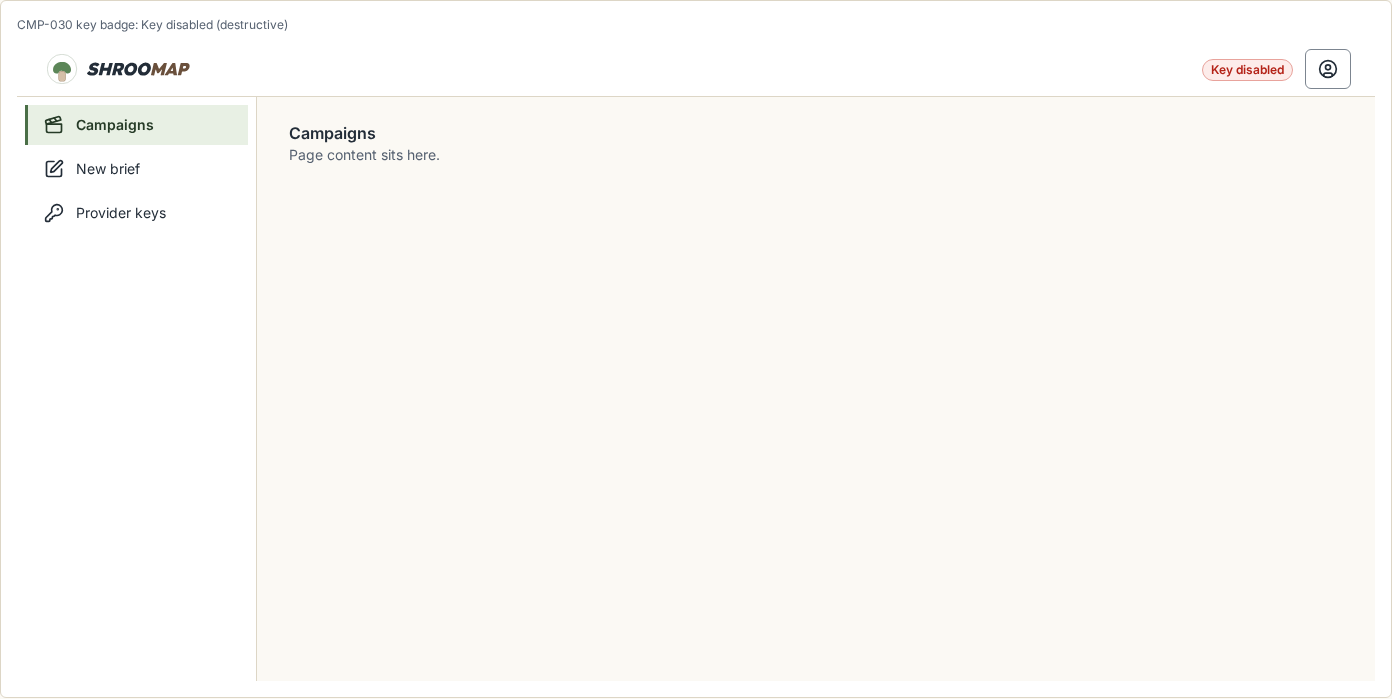 CMP-030 key badge: Key disabled (destructive)
SHROOMAP
Key disabled
Campaigns
New brief
Provider keys
Campaigns
Page content sits here.